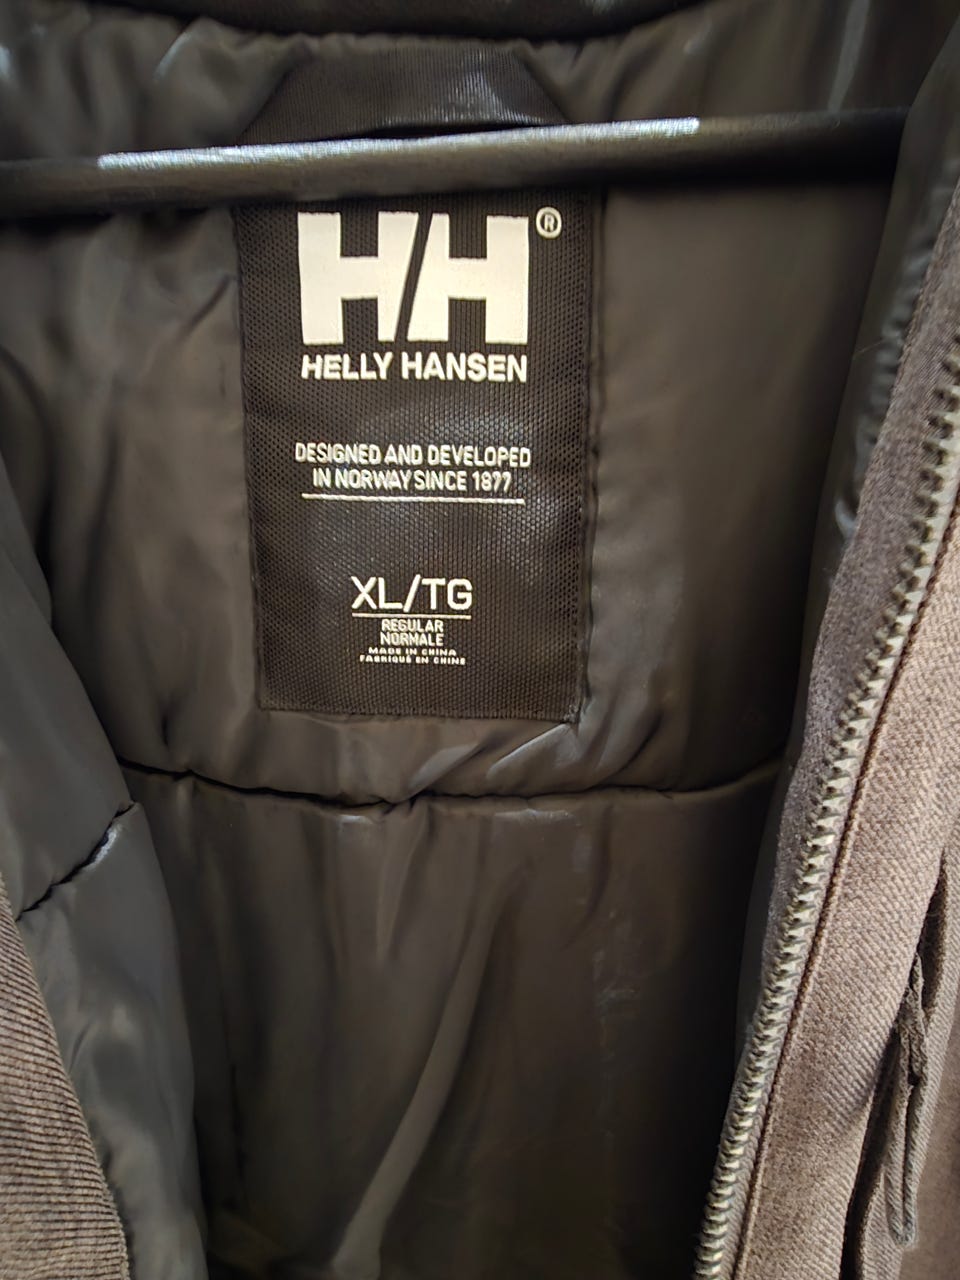 HH®
HELLY HANSEN
DESIGNED AND DEVELOPED
IN NORWAY SINCE 1877
XL/TG
REGULAR
NORMALE
MADE IN CHINA
FABRIQUÉ EN CHINE